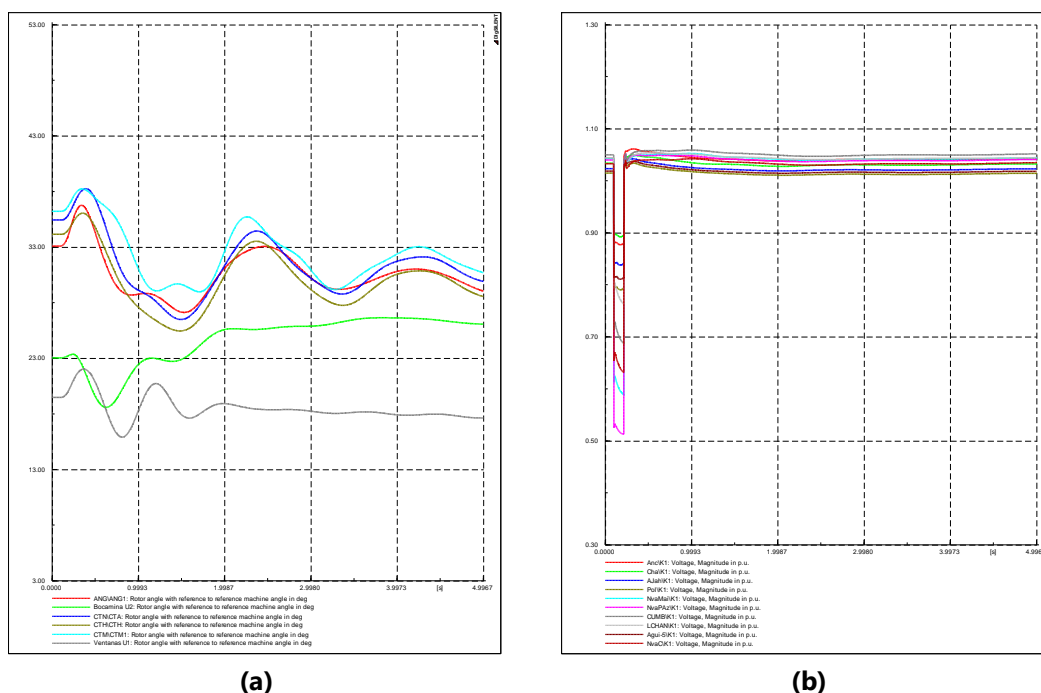 53.00
43.00
33.00
23.00
13.00
3.00
0.0000 0.9993 1.9987 2.9980 3.9973 [s] 4.9967
DIgSILENT
ANG\ANG1: Rotor angle with reference to reference machine angle in deg
Bocamina U2: Rotor angle with reference to reference machine angle in deg
CTN\CTA: Rotor angle with reference to reference machine angle in deg
CTH\CTH: Rotor angle with reference to reference machine angle in deg
CTM\CTM1: Rotor angle with reference to reference machine angle in deg
Ventanas U1: Rotor angle with reference to reference machine angle in deg
(a)
1.30
1.10
0.90
0.70
0.50
0.30
0.0000 0.9993 1.9987 2.9980 3.9973 [s] 4.996
Anc\K1: Voltage, Magnitude in p.u.
Cha\K1: Voltage, Magnitude in p.u.
AJah\K1: Voltage, Magnitude in p.u.
Pol\K1: Voltage, Magnitude in p.u.
NvaMai\K1: Voltage, Magnitude in p.u.
NvaPAz\K1: Voltage, Magnitude in p.u.
CUMB\K1: Voltage, Magnitude in p.u.
LCHAN\K1: Voltage, Magnitude in p.u.
Agui-5\K1: Voltage, Magnitude in p.u.
NvaC\K1: Voltage, Magnitude in p.u.
(b)